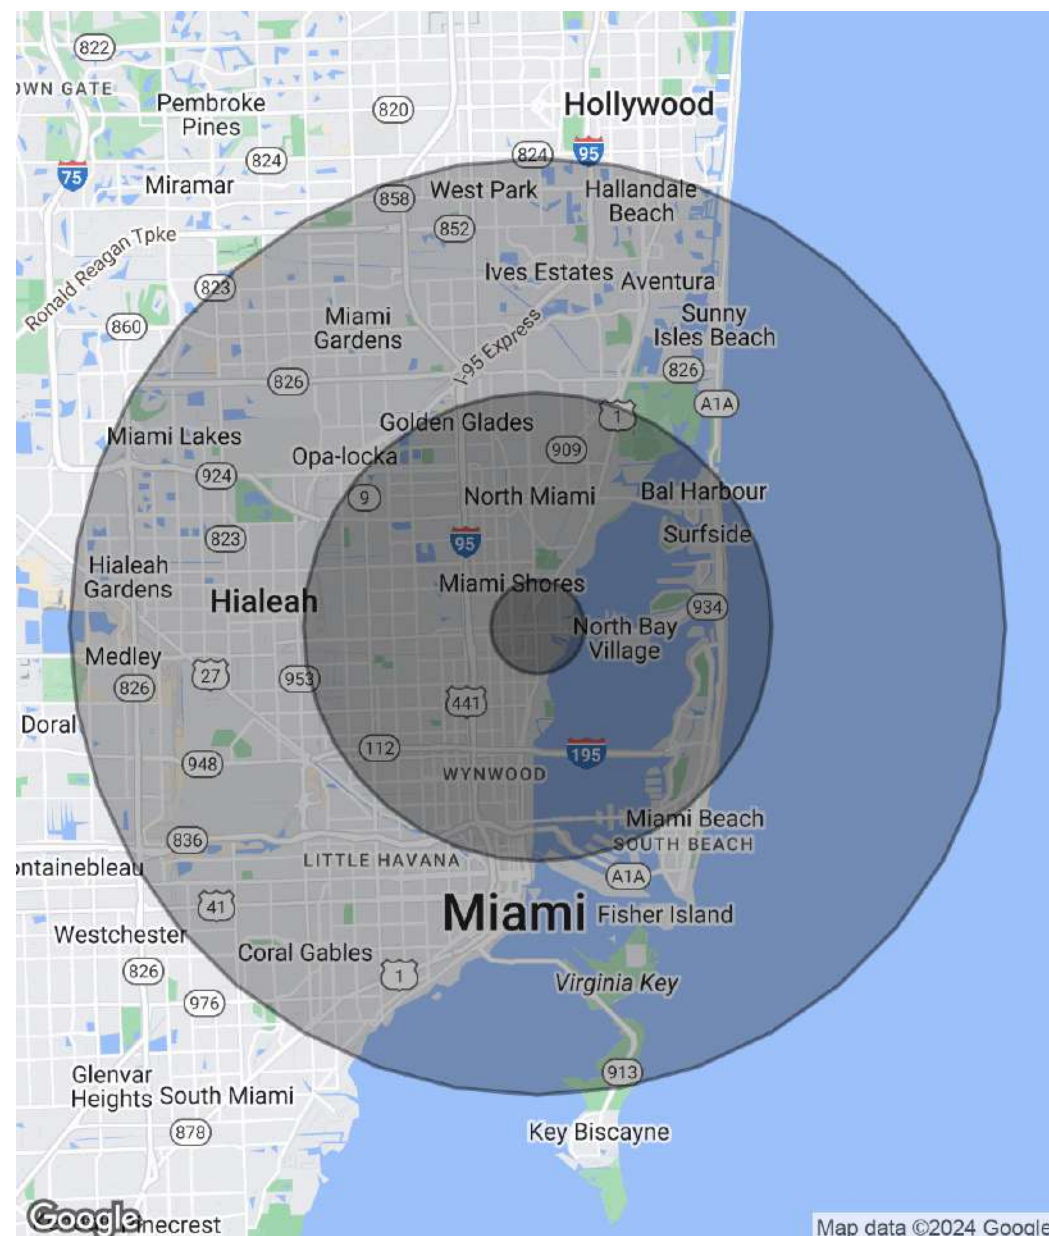 822
OWN GATE
Pembroke
Pines
820
Hollywood
824
824
95
75
Miramar
858
West Park
Hallandale
Beach
852
Ronald Reagan Tpke
823
Ives Estates
Aventura
860
Miami
Gardens
Sunny
Isles Beach
I-95 Express
826
826
A1A
1
Golden Glades
Miami Lakes
909
Opa-locka
924
9
North Miami
Bal Harbour
823
95
Surfside
Hialeah
Gardens
Miami Shores
Hialeah
934
North Bay
Village
Medley
27
953
826
441
Doral
112
195
948
WYNWOOD
Miami Beach
836
SOUTH BEACH
LITTLE HAVANA
ontainebleau
A1A
41
Miami
Fisher Island
Westchester
Coral Gables
826
1
Virginia Key
976
913
Glenvar
Heights
South Miami
878
Key Biscayne
Google
inecrest
Map data ©2024 Google